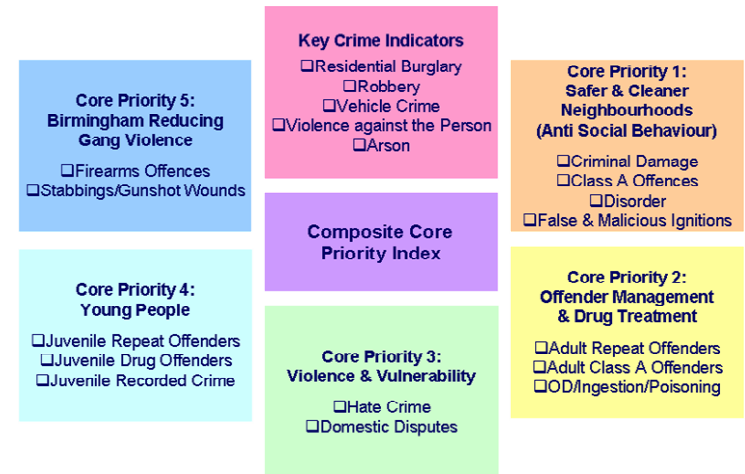 Key Crime Indicators
❑Residential Burglary
❑Robbery
❑Vehicle Crime
❑Violence against the Person
❑Arson
Core Priority 5:
Birmingham Reducing
Gang Violence
❑Firearms Offences
❑Stabbings/Gunshot Wounds
Core Priority 1:
Safer & Cleaner
Neighbourhoods
(Anti Social Behaviour)
❑Criminal Damage
❑Class A Offences
❑Disorder
❑False & Malicious Ignitions
Composite Core
Priority Index
Core Priority 4:
Young People
❑Juvenile Repeat Offenders
❑Juvenile Drug Offenders
❑Juvenile Recorded Crime
Core Priority 3:
Violence & Vulnerability
❑Hate Crime
❑Domestic Disputes
Core Priority 2:
Offender Management
& Drug Treatment
❑Adult Repeat Offenders
❑Adult Class A Offenders
❑OD/Ingestion/Poisoning